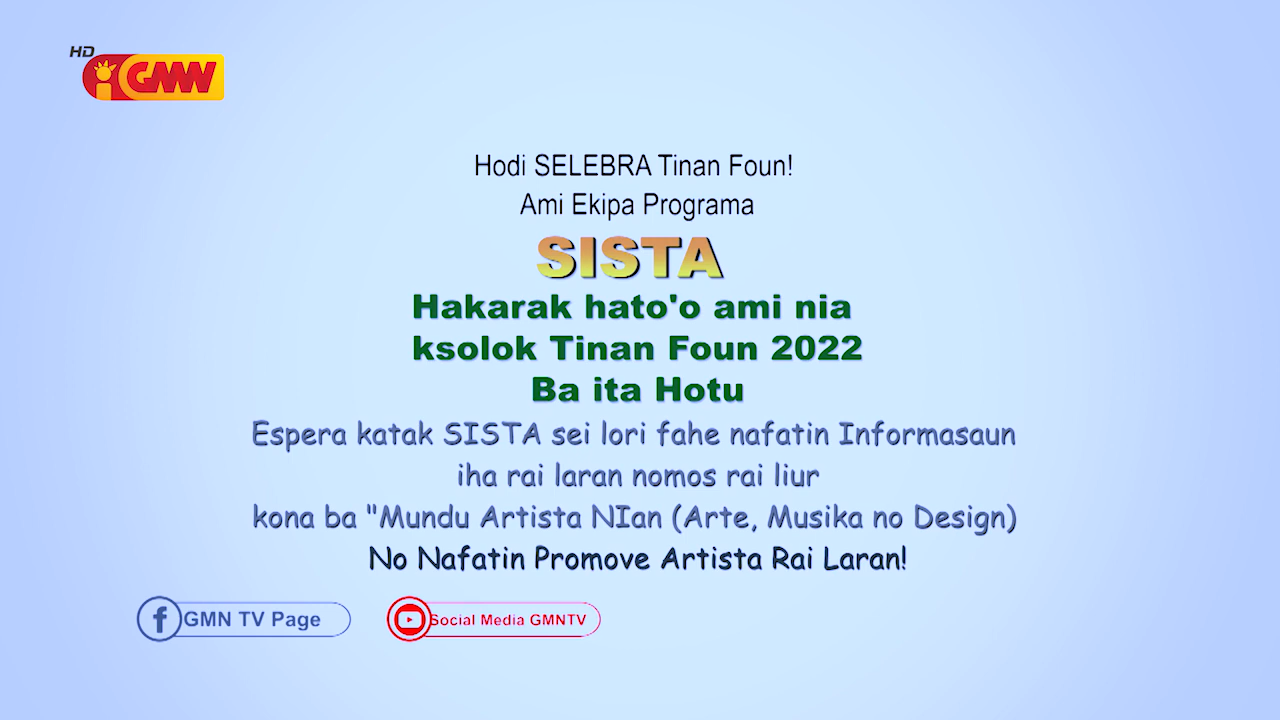 HD
GMN
Hodi SELEBRA Tinan Foun!
Ami Ekipa Programa
SISTA
Hakarak hato'o ami nia
ksolok Tinan Foun 2022
Ba ita Hotu
Espera katak SISTA sei lori fahe nafatin Informasaun
iha rai laran nomos rai liur
kona ba "Mundu Artista NIan (Arte, Musika no Design)
No Nafatin Promove Artista Rai Laran!
GMN TV Page
Social Media GMNTV